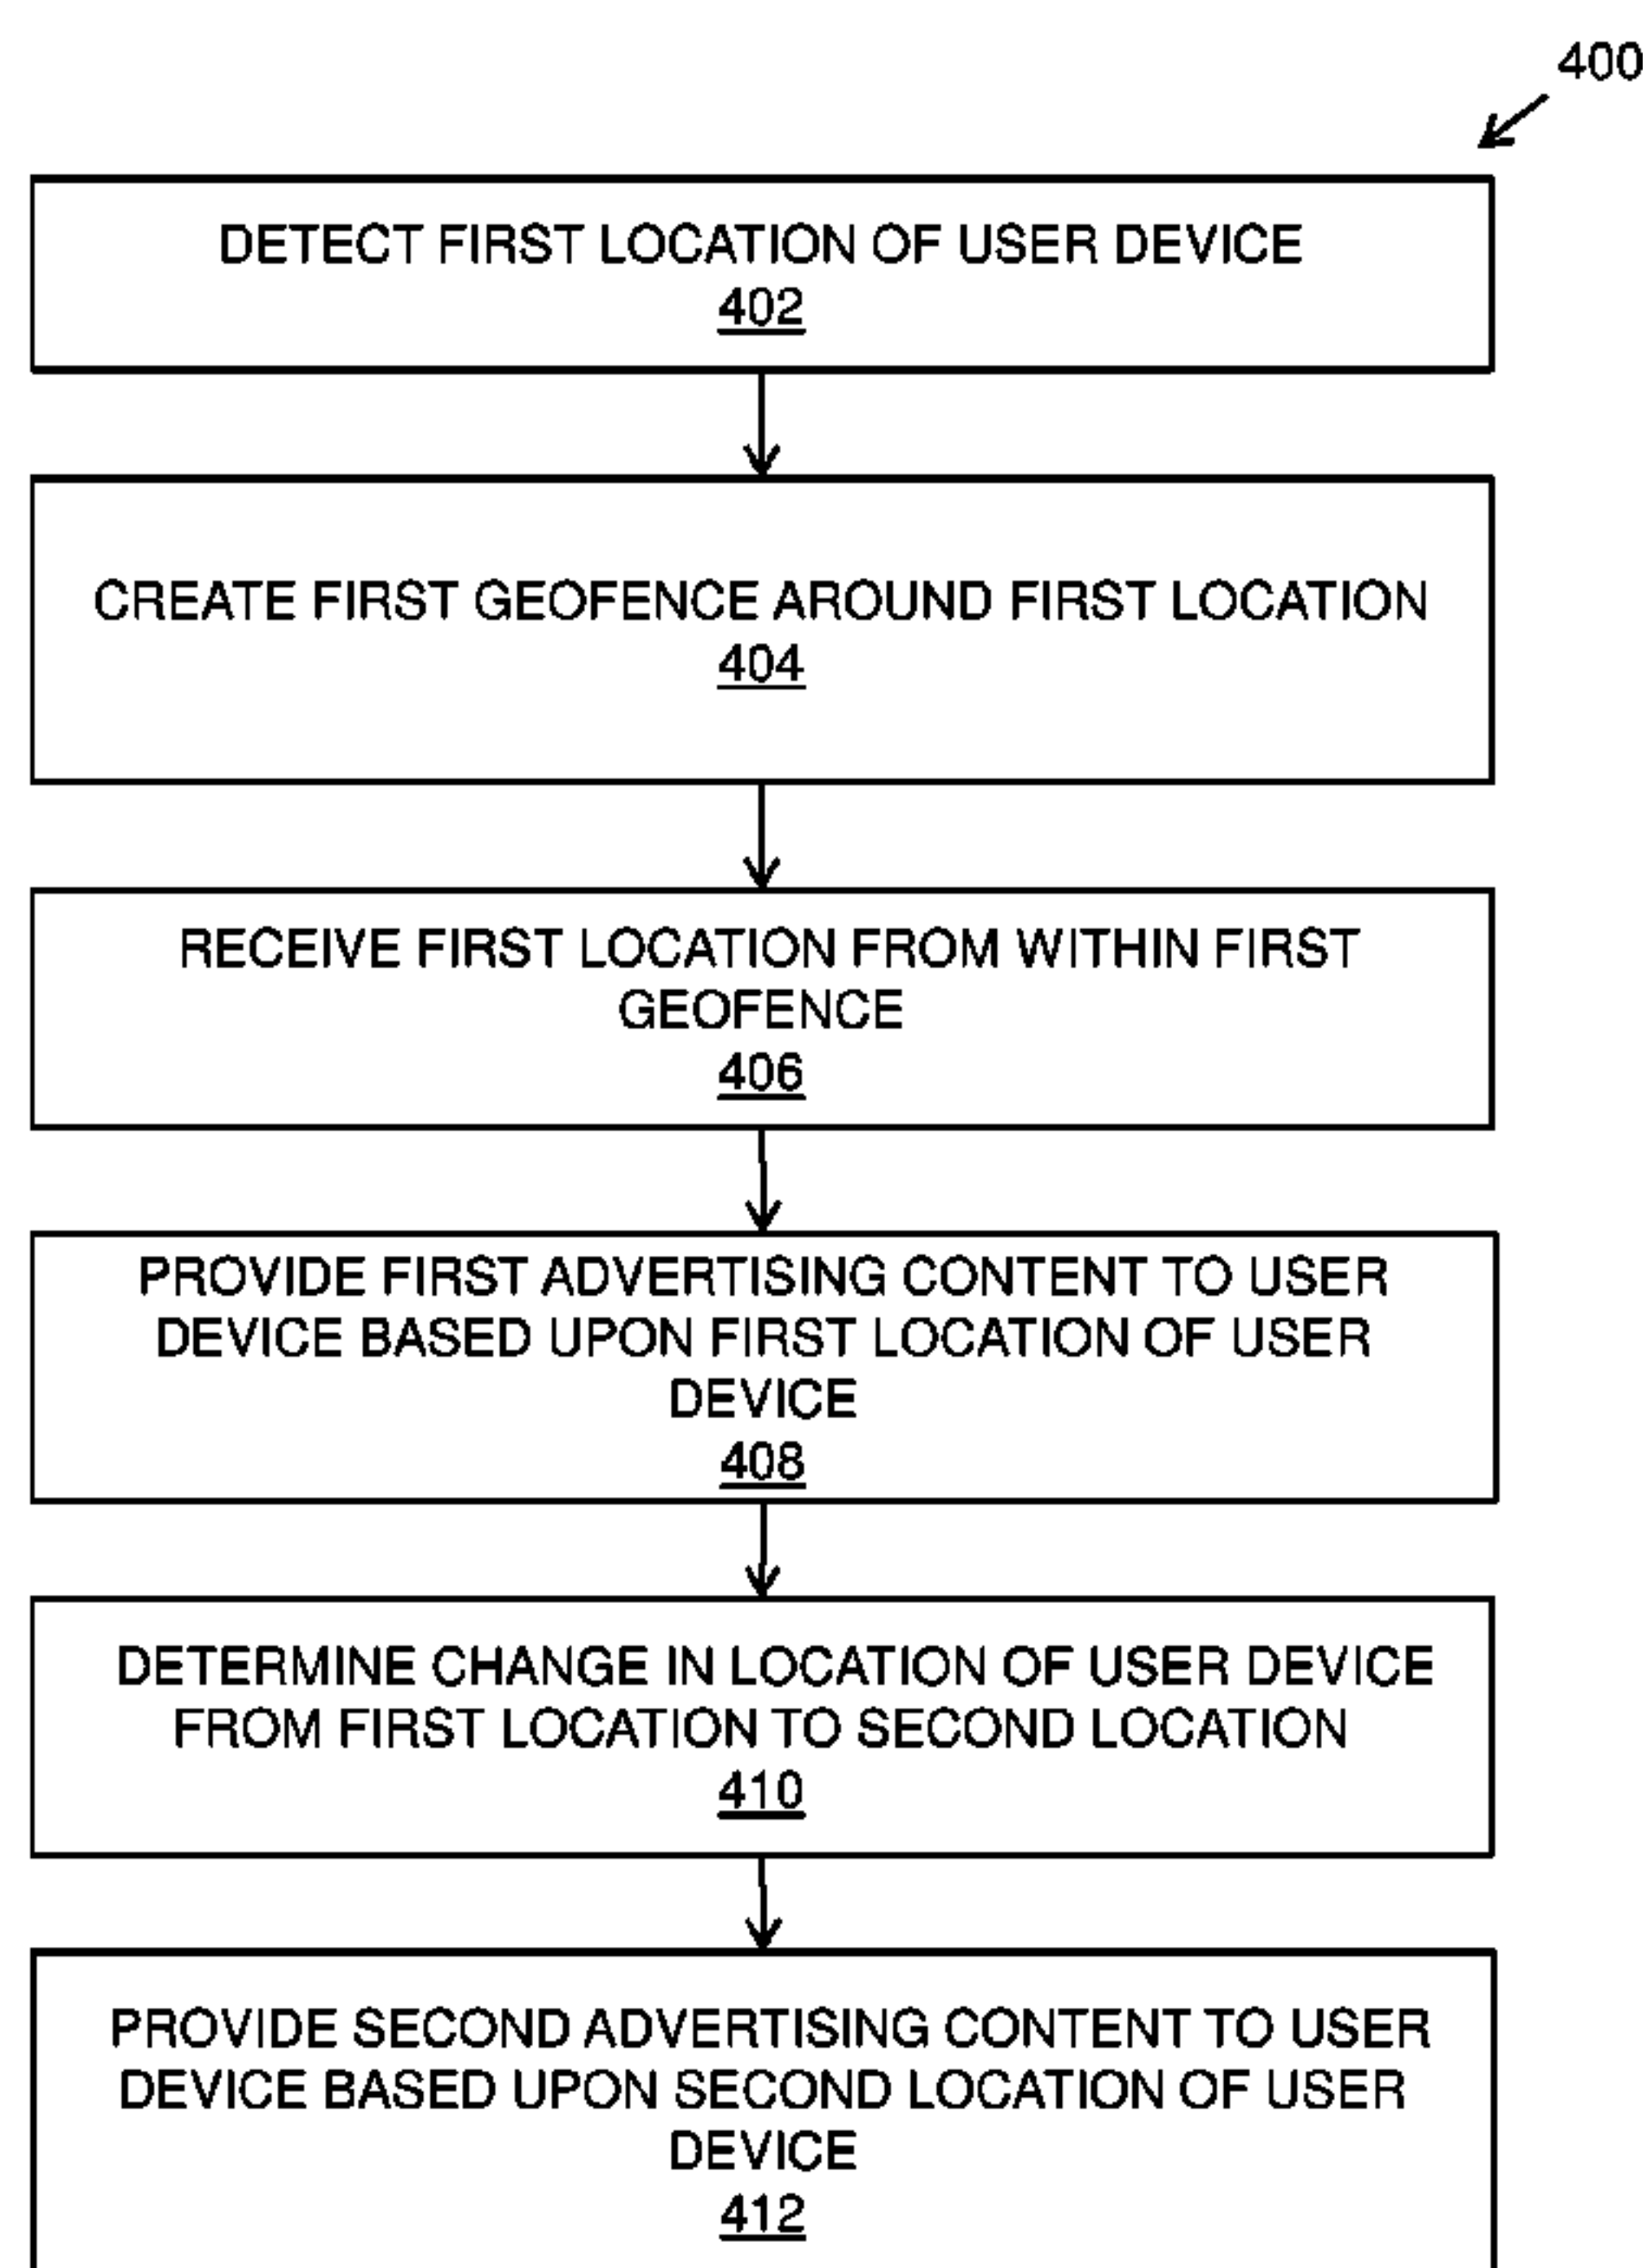 400
DETECT FIRST LOCATION OF USER DEVICE
402
CREATE FIRST GEOFENCE AROUND FIRST LOCATION
404
RECEIVE FIRST LOCATION FROM WITHIN FIRST
GEOFENCE
406
PROVIDE FIRST ADVERTISING CONTENT TO USER
DEVICE BASED UPON FIRST LOCATION OF USER
DEVICE
408
DETERMINE CHANGE IN LOCATION OF USER DEVICE
FROM FIRST LOCATION TO SECOND LOCATION
410
PROVIDE SECOND ADVERTISING CONTENT TO USER
DEVICE BASED UPON SECOND LOCATION OF USER
DEVICE
412